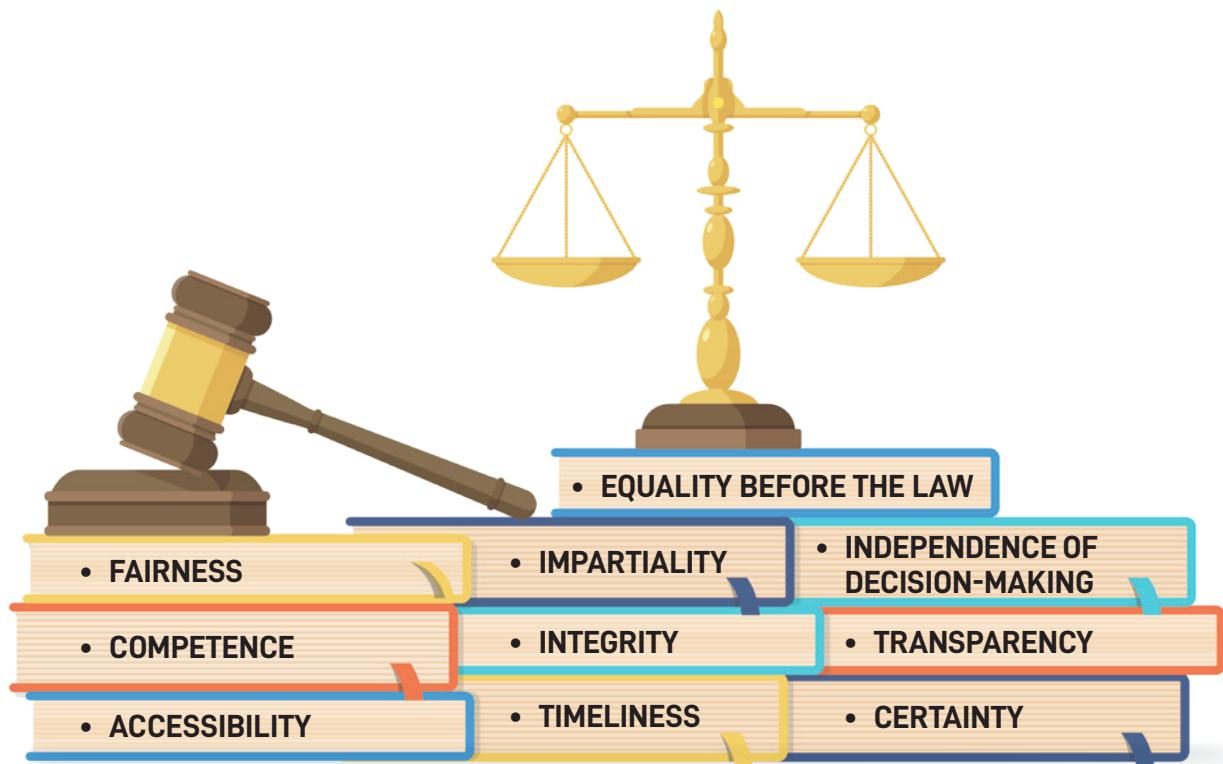 • EQUALITY BEFORE THE LAW
• FAIRNESS
• IMPARTIALITY
• INDEPENDENCE OF
DECISION-MAKING
• COMPETENCE
• INTEGRITY
• TRANSPARENCY
• ACCESSIBILITY
• TIMELINESS
• CERTAINTY